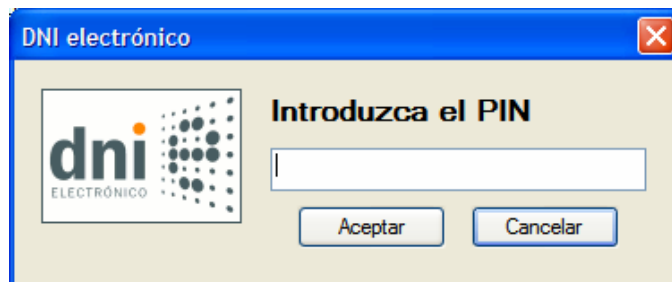 DNI electrónico
dni
ELECTRÓNICO
Introduzca el PIN
Aceptar
Cancelar